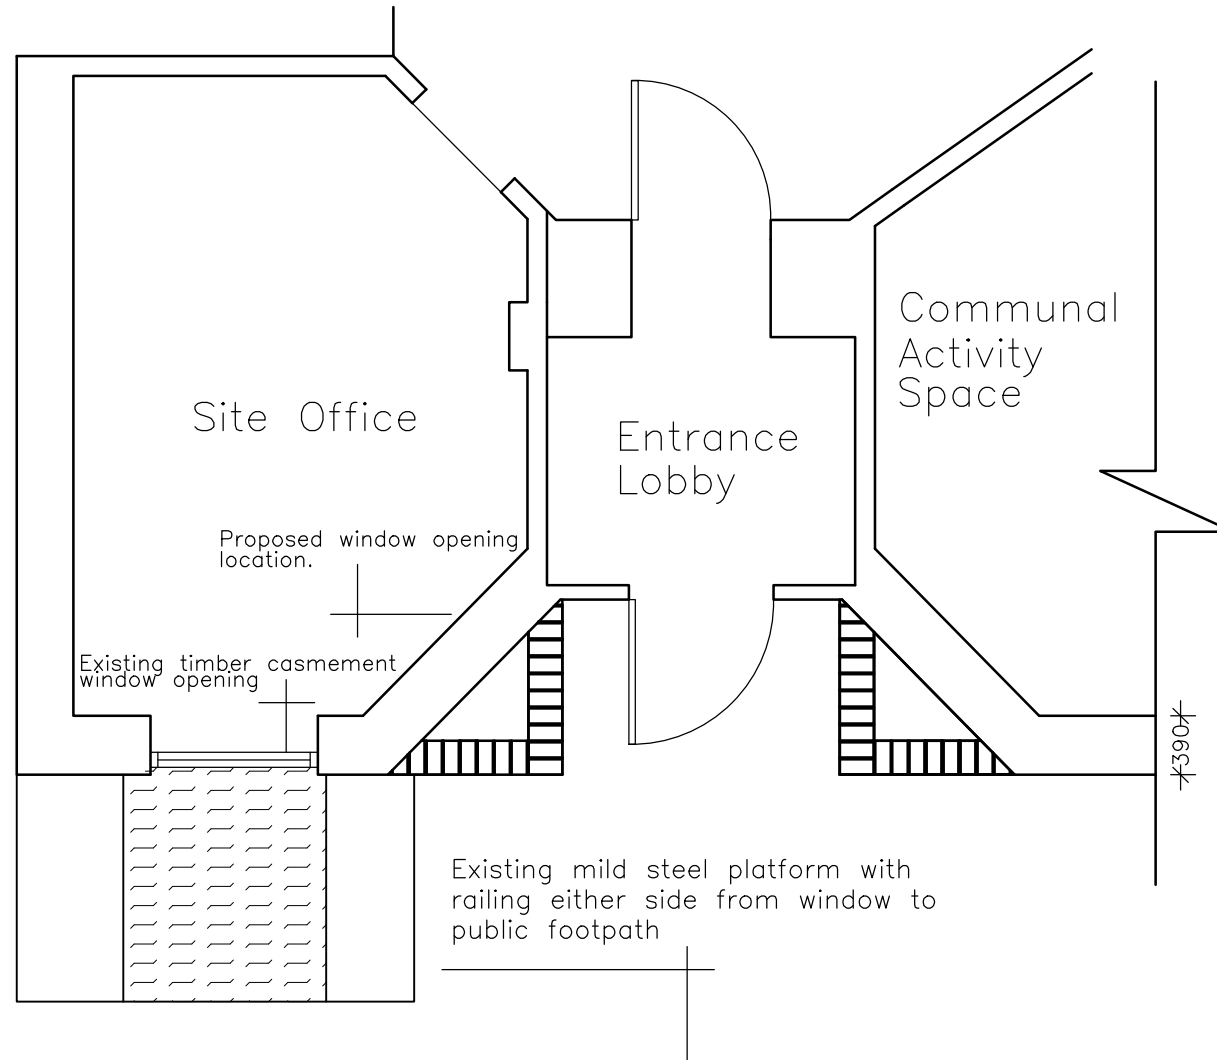 Communal
Activity
Space
Site Office
Entrance
Lobby
Proposed window opening
location.
Existing timber casmement
window opening
390
Existing mild steel platform with
railing either side from window to
public footpath